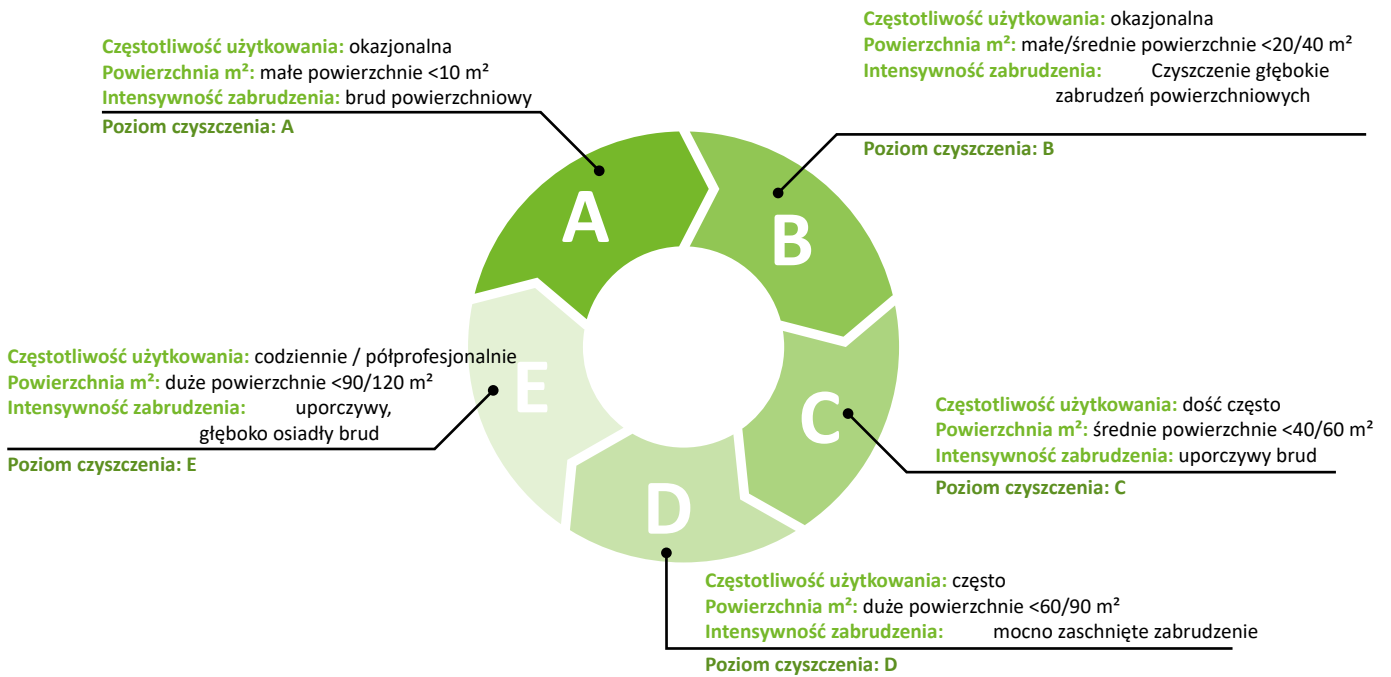 Częstotliwość użytkowania: okazjonalna
Powierzchnia m²: małe powierzchnie <10 m²
Intensywność zabrudzenia: brud powierzchniowy
Poziom czyszczenia: A
Częstotliwość użytkowania: okazjonalna
Powierzchnia m²: małe/średnie powierzchnie <20/40 m²
Intensywność zabrudzenia: Czyszczenie głębokie
zabrudzeń powierzchniowych
Poziom czyszczenia: B
A
B
C
D
E
Częstotliwość użytkowania: codziennie / półprofesjonalnie
Powierzchnia m²: duże powierzchnie <90/120 m²
Intensywność zabrudzenia: uporczywy,
głęboko osiadły brud
Poziom czyszczenia: E
Częstotliwość użytkowania: dość często
Powierzchnia m²: średnie powierzchnie <40/60 m²
Intensywność zabrudzenia: uporczywy brud
Poziom czyszczenia: C
Częstotliwość użytkowania: często
Powierzchnia m²: duże powierzchnie <60/90 m²
Intensywność zabrudzenia: mocno zaschnięte zabrudzenie
Poziom czyszczenia: D